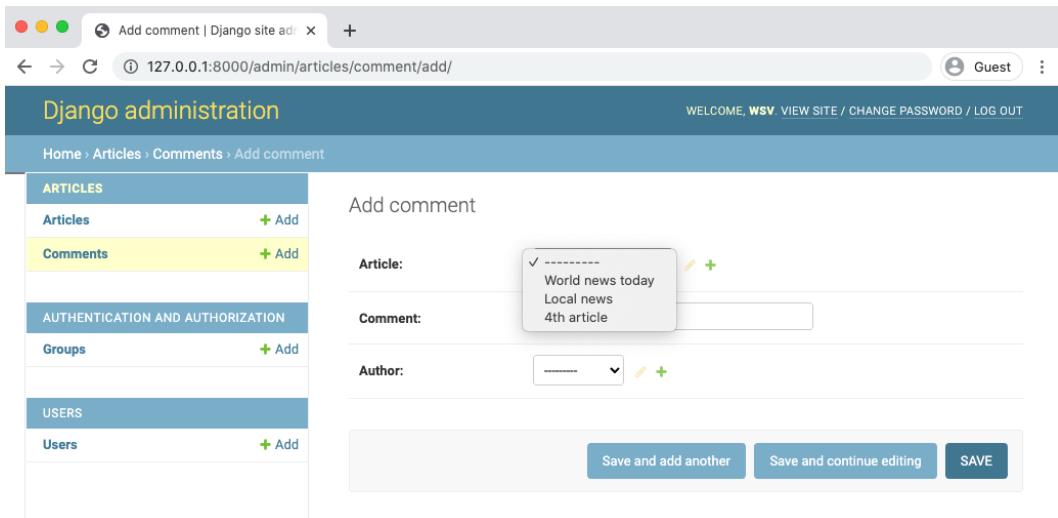 Add comment | Django site adr
127.0.0.1:8000/admin/articles/comment/add/
Guest
Django administration
WELCOME, WSV. VIEW SITE / CHANGE PASSWORD / LOG OUT
Home › Articles › Comments › Add comment
ARTICLES
Articles + Add
Comments + Add
AUTHENTICATION AND AUTHORIZATION
Groups + Add
USERS
Users + Add
Add comment
Article:
✓ ---------
World news today
Local news
4th article
Comment:
Author:
---------
Save and add another
Save and continue editing
SAVE